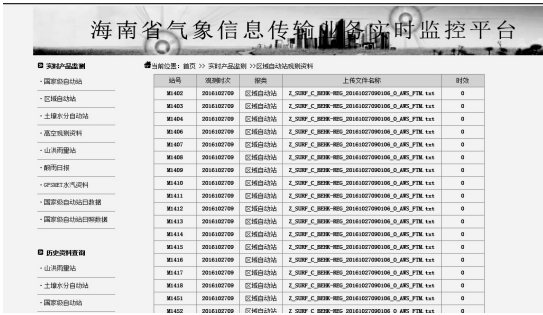 海南省气象信息传输业务实时监控平台
实时产品监测
· 国家级自动站
· 区域自动站
· 土壤水分自动站
· 高空观测资料
· 山洪雨量站
· 酸雨日报
· GPSMET水汽资料
· 国家级自动站日数据
· 国家级自动站日照数据
历史资料查询
· 山洪雨量站
· 土壤水分自动站
· 国家级自动站
当前位置：首页 >> 实时产品监测 >>区域自动站观测资料
站号 观测时次 报类 上传文件名称 时效
M1402 2016102709 区域自动站 Z_SURF_C_BEHK-REG_20161027090106_O_AWS_FTM.txt 0
M1403 2016102709 区域自动站 Z_SURF_C_BEHK-REG_20161027090106_O_AWS_FTM.txt 0
M1404 2016102709 区域自动站 Z_SURF_C_BEHK-REG_20161027090106_O_AWS_FTM.txt 0
M1406 2016102709 区域自动站 Z_SURF_C_BEHK-REG_20161027090106_O_AWS_FTM.txt 0
M1407 2016102709 区域自动站 Z_SURF_C_BEHK-REG_20161027090106_O_AWS_FTM.txt 0
M1408 2016102709 区域自动站 Z_SURF_C_BEHK-REG_20161027090106_O_AWS_FTM.txt 0
M1409 2016102709 区域自动站 Z_SURF_C_BEHK-REG_20161027090106_O_AWS_FTM.txt 0
M1410 2016102709 区域自动站 Z_SURF_C_BEHK-REG_20161027090106_O_AWS_FTM.txt 0
M1411 2016102709 区域自动站 Z_SURF_C_BEHK-REG_20161027090106_O_AWS_FTM.txt 0
M1412 2016102709 区域自动站 Z_SURF_C_BEHK-REG_20161027090106_O_AWS_FTM.txt 0
M1413 2016102709 区域自动站 Z_SURF_C_BEHK-REG_20161027090106_O_AWS_FTM.txt 0
M1414 2016102709 区域自动站 Z_SURF_C_BEHK-REG_20161027090106_O_AWS_FTM.txt 0
M1415 2016102709 区域自动站 Z_SURF_C_BEHK-REG_20161027090106_O_AWS_FTM.txt 0
M1416 2016102709 区域自动站 Z_SURF_C_BEHK-REG_20161027090106_O_AWS_FTM.txt 0
M1417 2016102709 区域自动站 Z_SURF_C_BEHK-REG_20161027090106_O_AWS_FTM.txt 0
M1418 2016102709 区域自动站 Z_SURF_C_BEHK-REG_20161027090106_O_AWS_FTM.txt 0
M1451 2016102709 区域自动站 Z_SURF_C_BEHK-REG_20161027090106_O_AWS_FTM.txt 0
M1452 2016102709 区域自动站 Z_SURF_C_BEHK-REG_20161027090106_O_AWS_FTM.txt 0